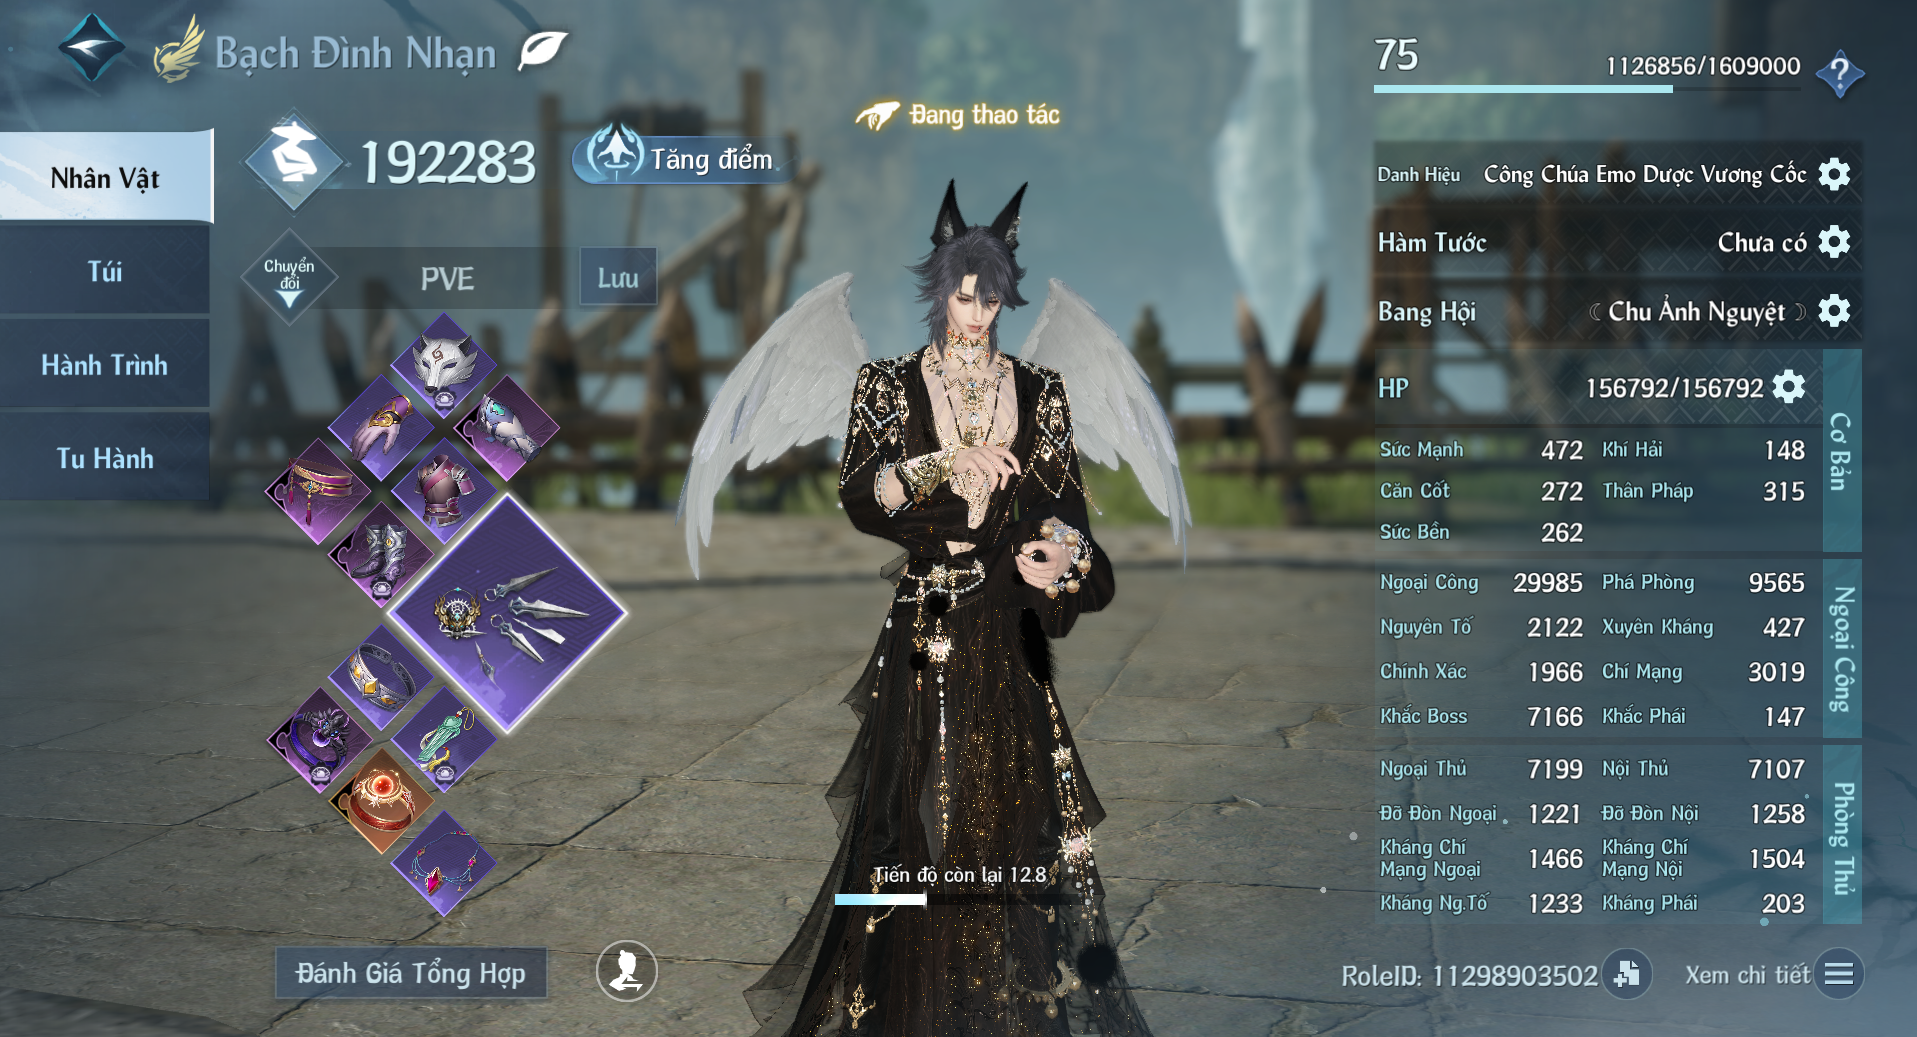 Bạch Đình Nhạn
192283
Tăng điểm
Nhân Vật
Túi
Hành Trình
Tu Hành
Chuyển đổi
PVE
Lưu
Đang thao tác
Tiến độ còn lại 12.8
Đánh Giá Tổng Hợp
75
1126856/1609000
?
Danh Hiệu Công Chúa Emo Dược Vương Cốc
Hàm Tước Chưa có
Bang Hội ☾Chu Ảnh Nguyệt☽
HP 156792/156792
Cơ Bản
Sức Mạnh 472 Khí Hải 148
Căn Cốt 272 Thân Pháp 315
Sức Bền 262
Ngoại Công
Ngoại Công 29985 Phá Phòng 9565
Nguyên Tố 2122 Xuyên Kháng 427
Chính Xác 1966 Chí Mạng 3019
Khắc Boss 7166 Khắc Phái 147
Phòng Thủ
Ngoại Thủ 7199 Nội Thủ 7107
Đỡ Đòn Ngoại 1221 Đỡ Đòn Nội 1258
Kháng Chí Mạng Ngoại 1466 Kháng Chí Mạng Nội 1504
Kháng Ng.Tố 1233 Kháng Phái 203
RoleID: 11298903502
Xem chi tiết